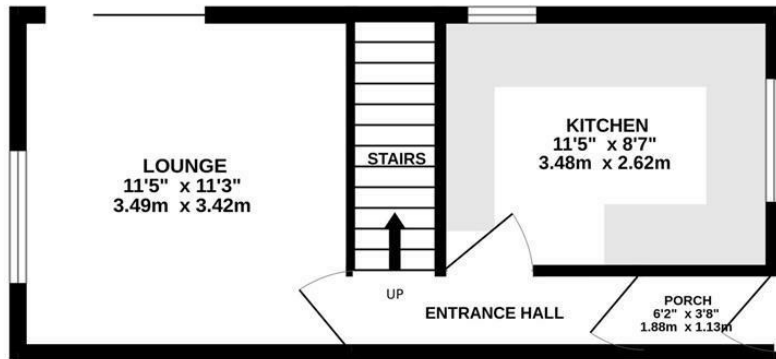 LOUNGE
11'5" x 11'3"
3.49m x 3.42m
STAIRS
UP
KITCHEN
11'5" x 8'7"
3.48m x 2.62m
ENTRANCE HALL
PORCH
6'2" x 3'8"
1.88m x 1.13m